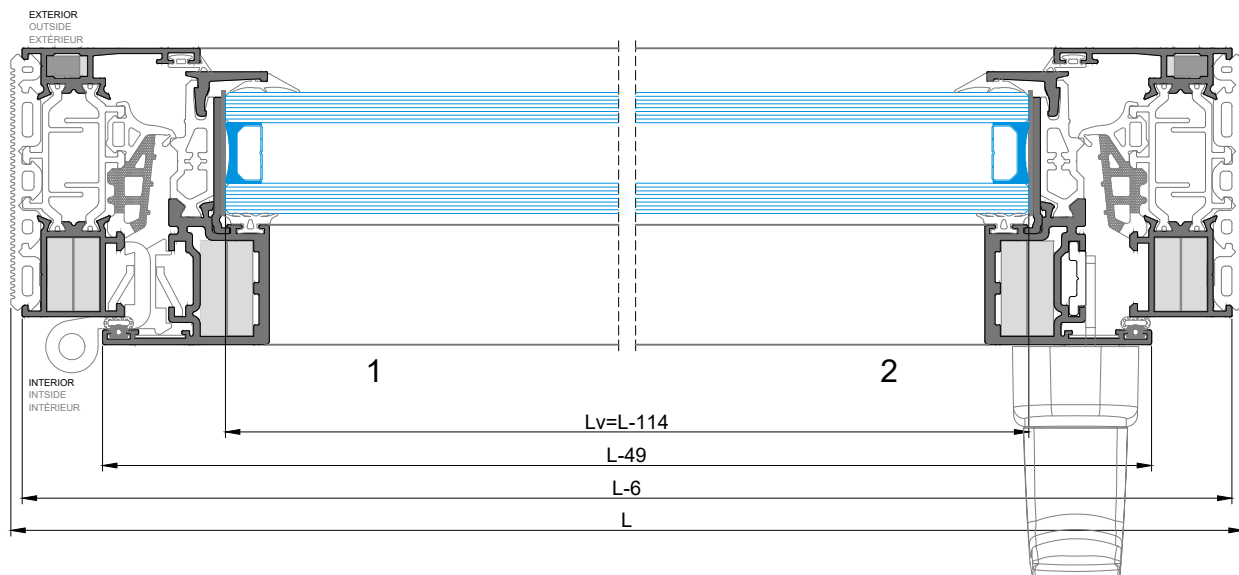 EXTERIOR
OUTSIDE
EXTÉRIEUR
INTERIOR
INTSIDE
INTÉRIEUR
1
2
Lv=L-114
L-49
L-6
L